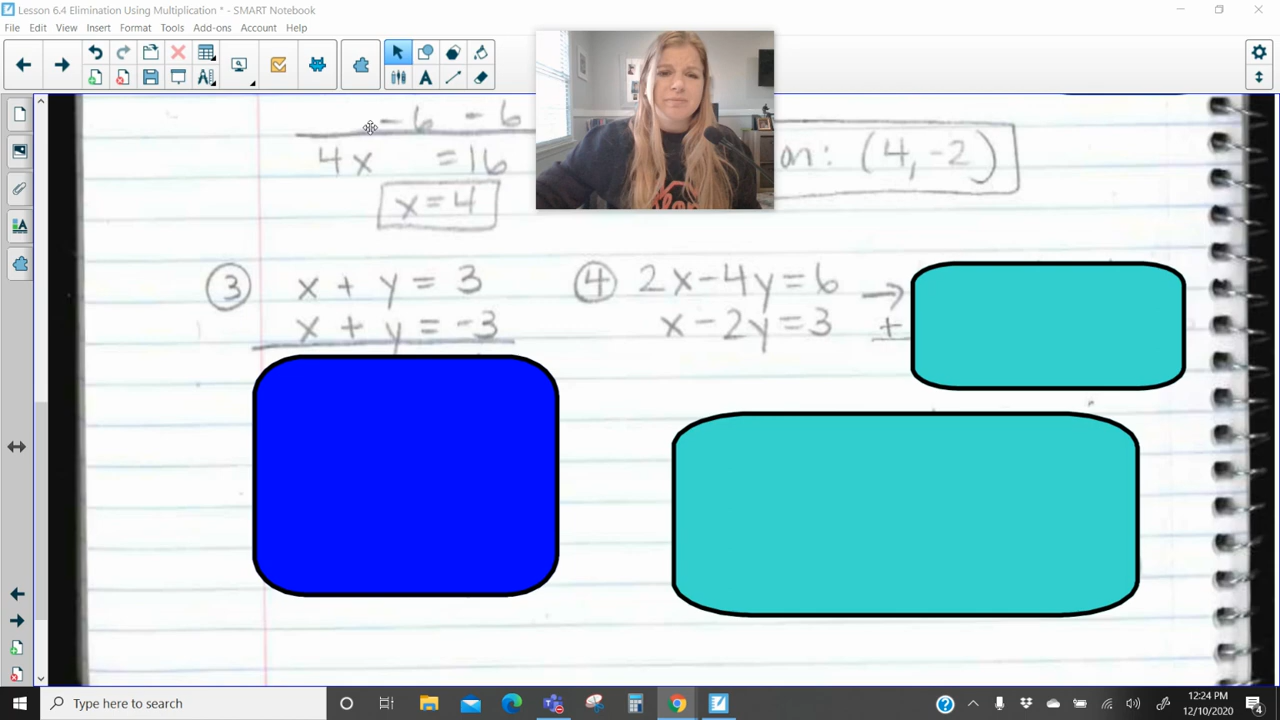 Lesson 6.4 Elimination Using Multiplication * - SMART Notebook
File Edit View Insert Format Tools Add-ons Account Help
-6 -6
4x =16
x=4
on: (4,-2)
③ x + y = 3
x + y = -3
④ 2x-4y=6 →
x-2y=3 +
Type here to search
12:24 PM
12/10/2020
4